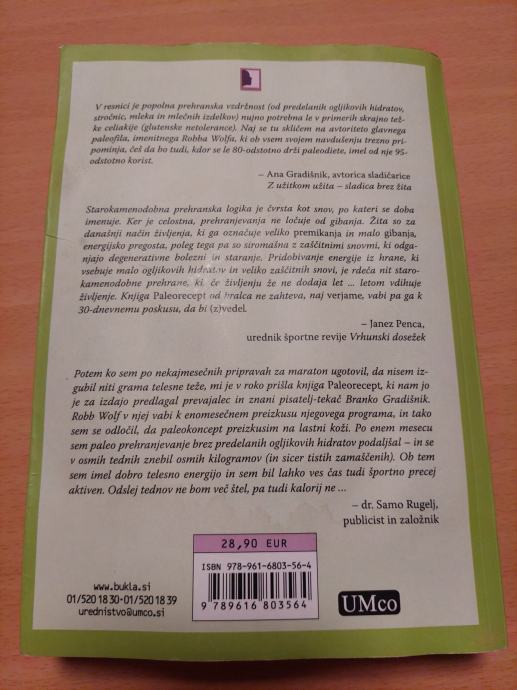 V resnici je popolna prehranska vzdržnost (od predelanih ogljikovih hidratov,
stročnic, mleka in mlečnih izdelkov) nujno potrebna le v primerih skrajno tež-
ke celiakije (glutenske netolerance). Naj se tu skličem na avtoriteto glavnega
paleofila, imenitnega Robba Wolfa, ki ob vsem svojem navdušenju trezno pri-
pominja, češ da bo tudi, kdor se le 80-odstotno drži paleodiete, imel od nje 95-
odstotno korist.
– Ana Gradišnik, avtorica sladičarice
Z užitkom užita – sladica brez žita
Starokamenodobna prehranska logika je čvrsta kot snov, po kateri se doba
imenuje. Ker je celostna, prehranjevanja ne ločuje od gibanja. Žita so za
današnji način življenja, ki ga označuje veliko premikanja in malo gibanja,
energijsko pregosta, poleg tega pa so siromašna z zaščitnimi snovmi, ki odga-
njajo degenerativne bolezni in staranje. Pridobivanje energije iz hrane, ki
vsebuje malo ogljikovih hidratov in veliko zaščitnih snovi, je rdeča nit staro-
kamenodobne prehrane, ki, če življenju že ne dodaja let ... letom vdihuje
življenje. Knjiga Paleorecept od bralca ne zahteva, naj verjame, vabi pa ga k
30-dnevnemu poskusu, da bi (z)vedel.
– Janez Penca,
urednik športne revije Vrhunski dosežek
Potem ko sem po nekajmesečnih pripravah za maraton ugotovil, da nisem iz-
gubil niti grama telesne teže, mi je v roko prišla knjiga Paleorecept, ki nam jo
je za izdajo predlagal prevajalec in znani pisatelj-tekač Branko Gradišnik.
Robb Wolf v njej vabi k enomesečnem preizkusu njegovega programa, in tako
sem se odločil, da paleokoncept preizkusim na lastni koži. Po enem mesecu
sem paleo prehranjevanje brez predelanih ogljikovih hidratov podaljšal – in se
v osmih tednih znebil osmih kilogramov (in sicer tistih zamaščenih). Ob tem
sem imel dobro telesno energijo in sem bil lahko ves čas tudi športno precej
aktiven. Odslej tednov ne bom več štel, pa tudi kalorij ne ...
– dr. Samo Rugelj,
publicist in založnik
28,90 EUR
ISBN 978-961-6803-56-4
9 789616 803564
www.bukla.si
01/520 18 30 • 01/520 18 39
urednistvo@umco.si
UMco